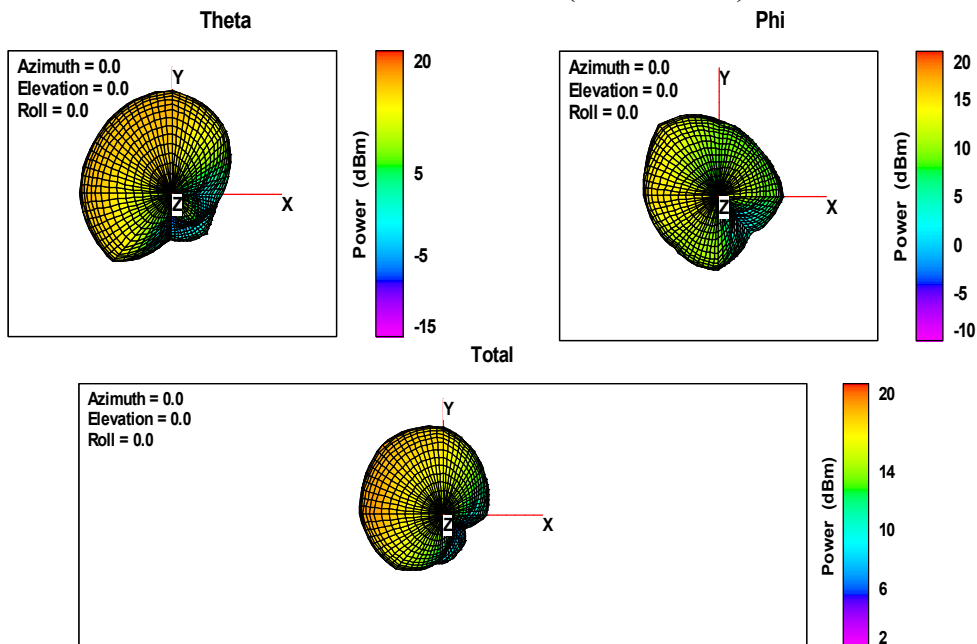 Theta
Azimuth = 0.0
Elevation = 0.0
Roll = 0.0
Y
Z
X
Power (dBm)
20
5
-5
-15
Phi
Azimuth = 0.0
Elevation = 0.0
Roll = 0.0
Y
Z
X
Power (dBm)
20
15
10
5
0
-5
-10
Total
Azimuth = 0.0
Elevation = 0.0
Roll = 0.0
Y
Z
X
Power (dBm)
20
14
10
6
2